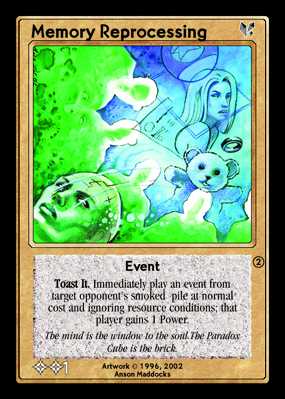 Memory Reprocessing
Event
②
Toast It. Immediately play an event from
target opponent's smoked pile at normal
cost and ignoring resource conditions; that
player gains 1 Power.
The mind is the window to the soul.The Paradox
Cube is the brick.
1
Artwork © 1996, 2002
Anson Maddocks